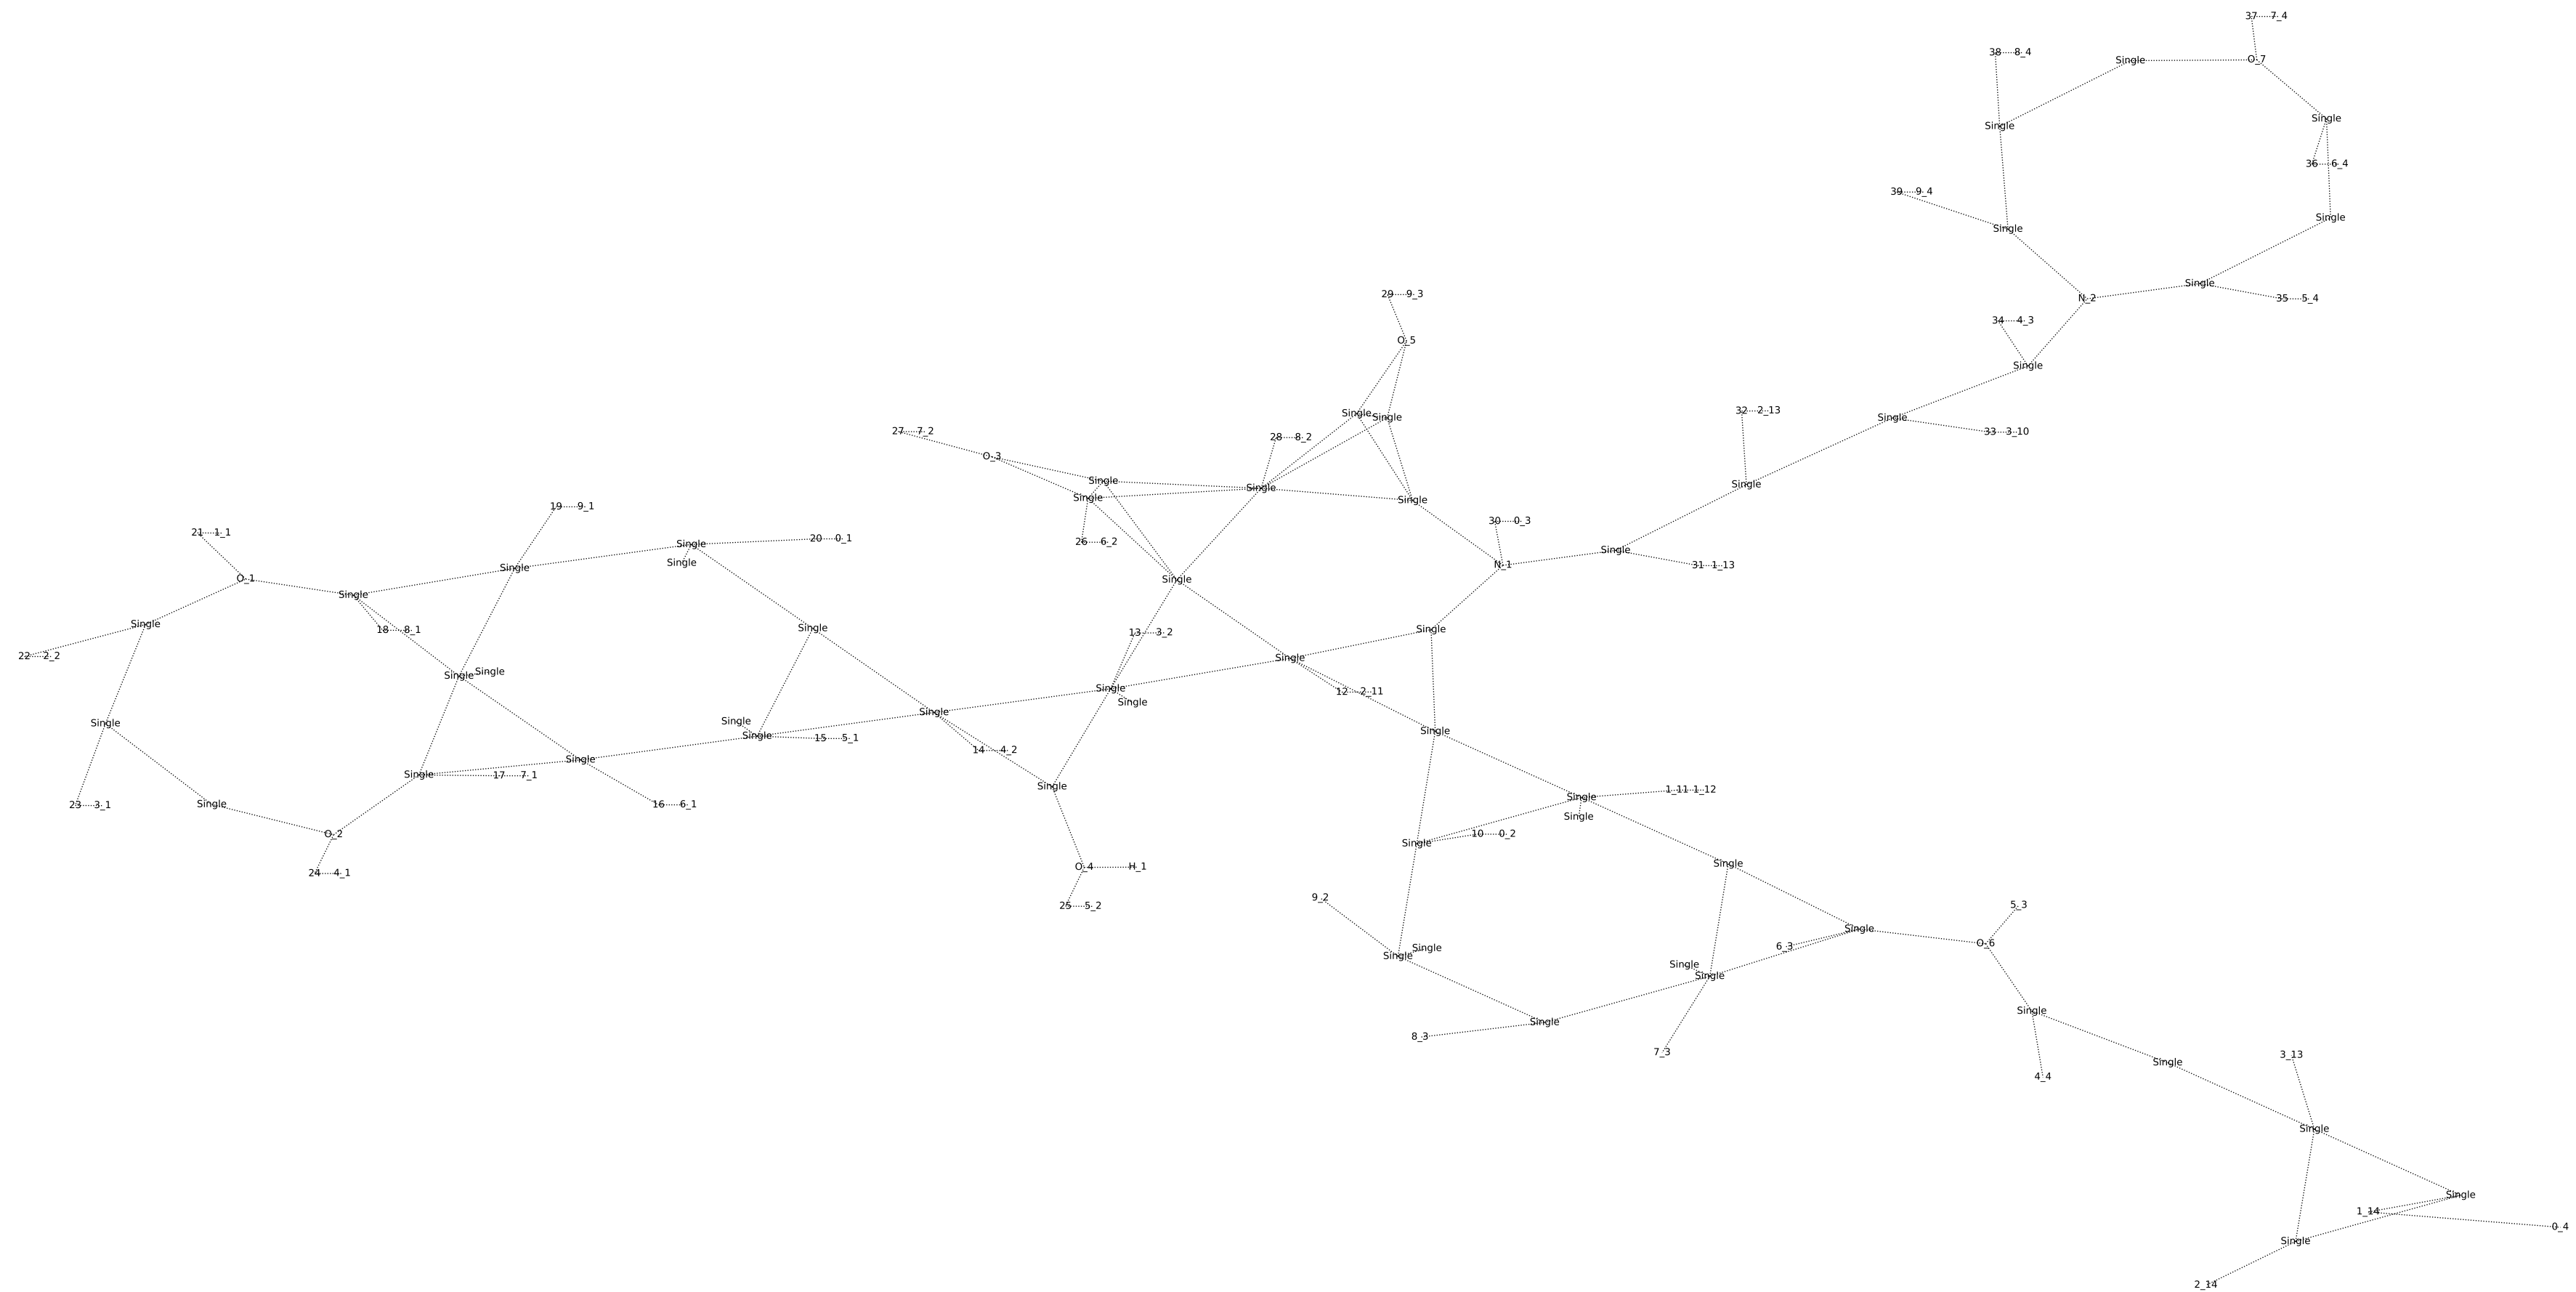 37 7_4
38 8_4
Single O_7
Single
Single
36 6_4
39 9_4
Single
Single
Single
35 5_4
N_2
29 9_3
34 4_3
O_5
Single
32 2_13
Single Single
Single
33 3_10
27 7_2
28 8_2
O_3
Single
Single
Single
Single
Single
19 9_1
30 0_3
21 1_1
20 0_1
26 6_2
Single
Single
Single
Single
N_1
31 1_13
O_1
Single
Single
Single
Single
Single
18 8_1
13 3_2
22 2_2
Single
Single
Single
Single
12 2_11
Single
Single
Single
Single
Single
Single
Single
15 5_1
14 4_2
Single
Single
17 7_1
Single
1_11 1_12
Single
23 3_1
Single
16 6_1
Single
O_2
10 0_2
Single
Single
O_4 H_1
24 4_1
9_2
25 5_2
5_3
Single
O_6
6_3
Single
Single
Single
Single
Single
Single
8_3
7_3
3_13
Single
4_4
Single
Single
1_14
0_4
Single
2_14